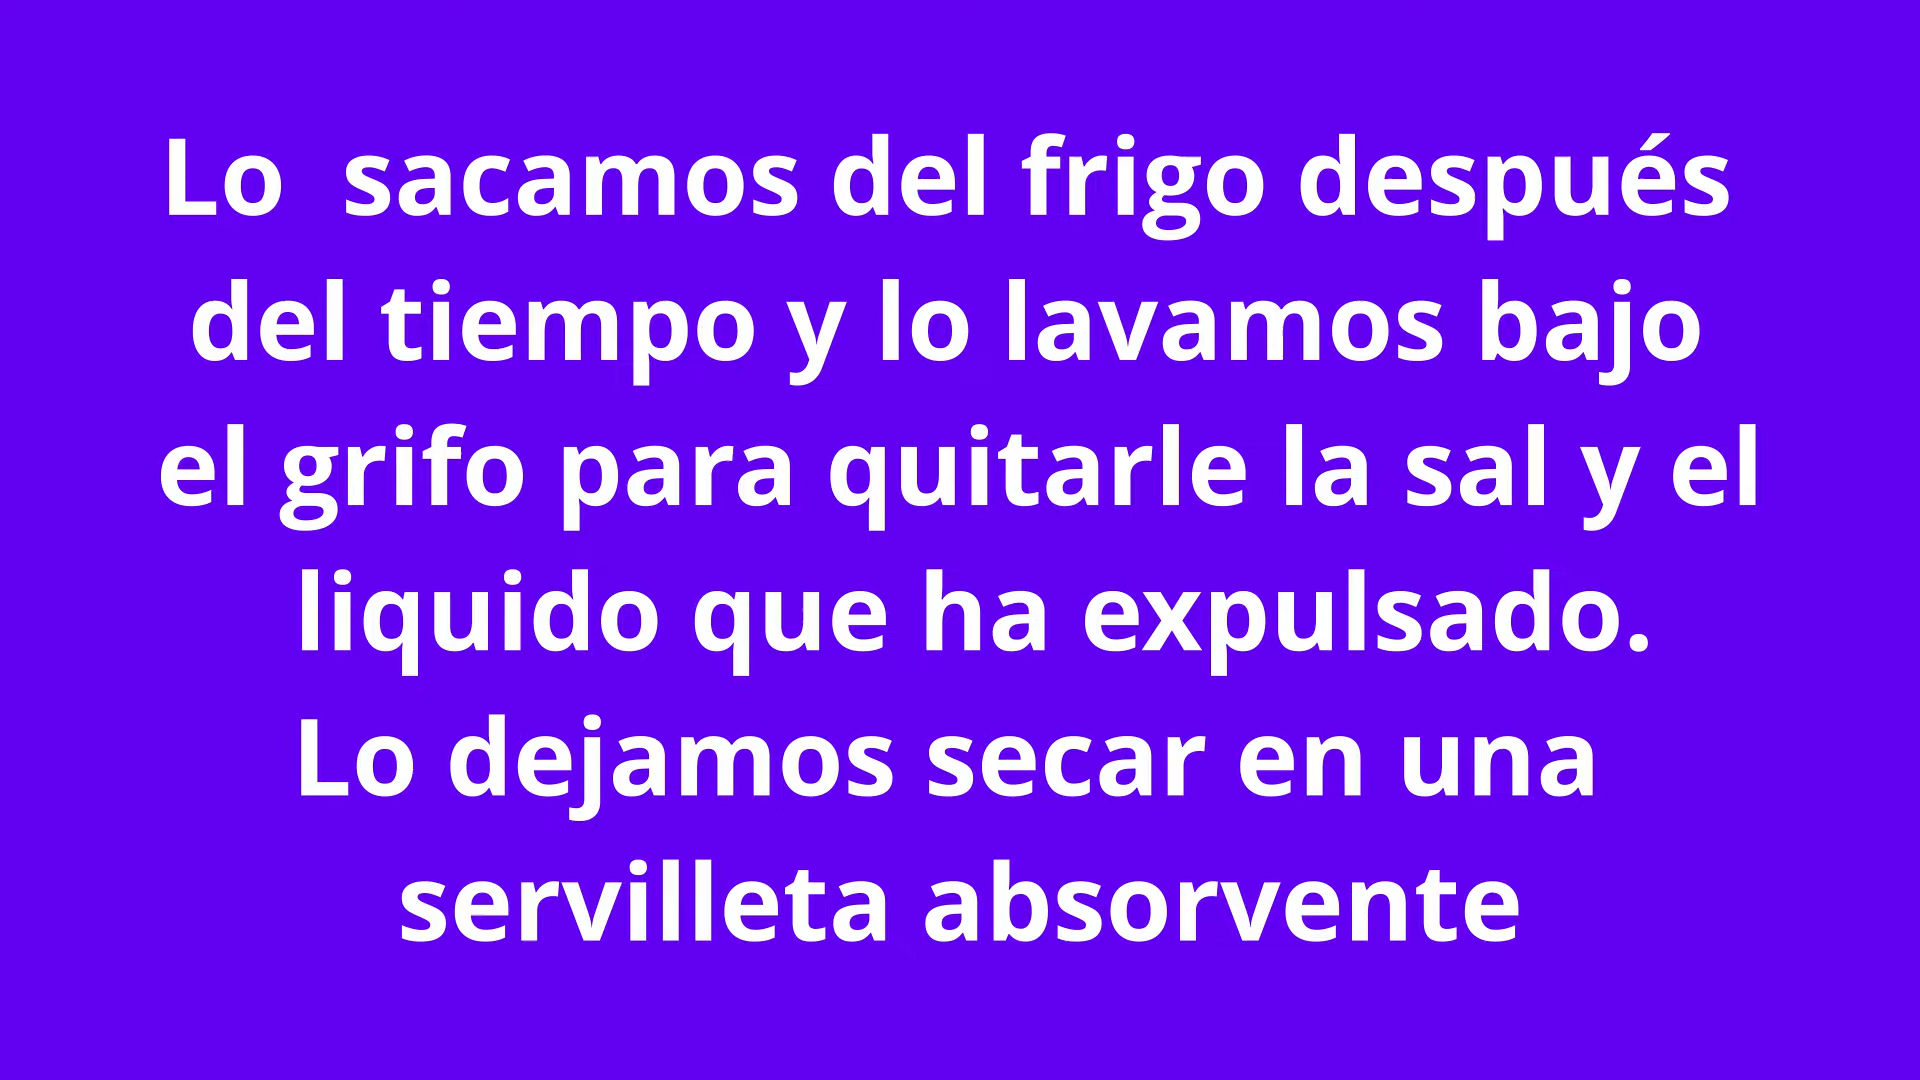 Lo  sacamos del frigo después
del tiempo y lo lavamos bajo
el grifo para quitarle la sal y el
liquido que ha expulsado.
Lo dejamos secar en una
servilleta absorvente